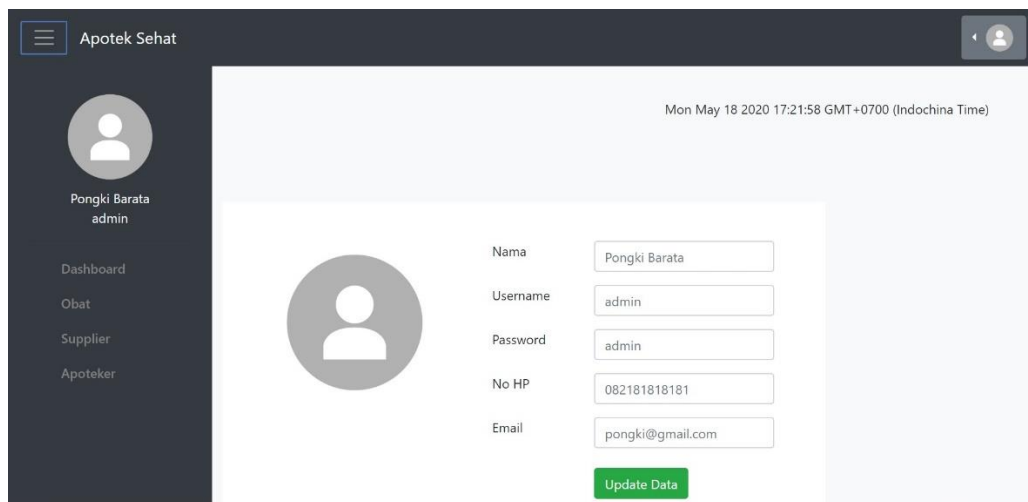 Apotek Sehat
Mon May 18 2020 17:21:58 GMT+0700 (Indochina Time)
Pongki Barata
admin
Dashboard
Obat
Supplier
Apoteker
Nama Pongki Barata
Username admin
Password admin
No HP 082181818181
Email pongki@gmail.com
Update Data